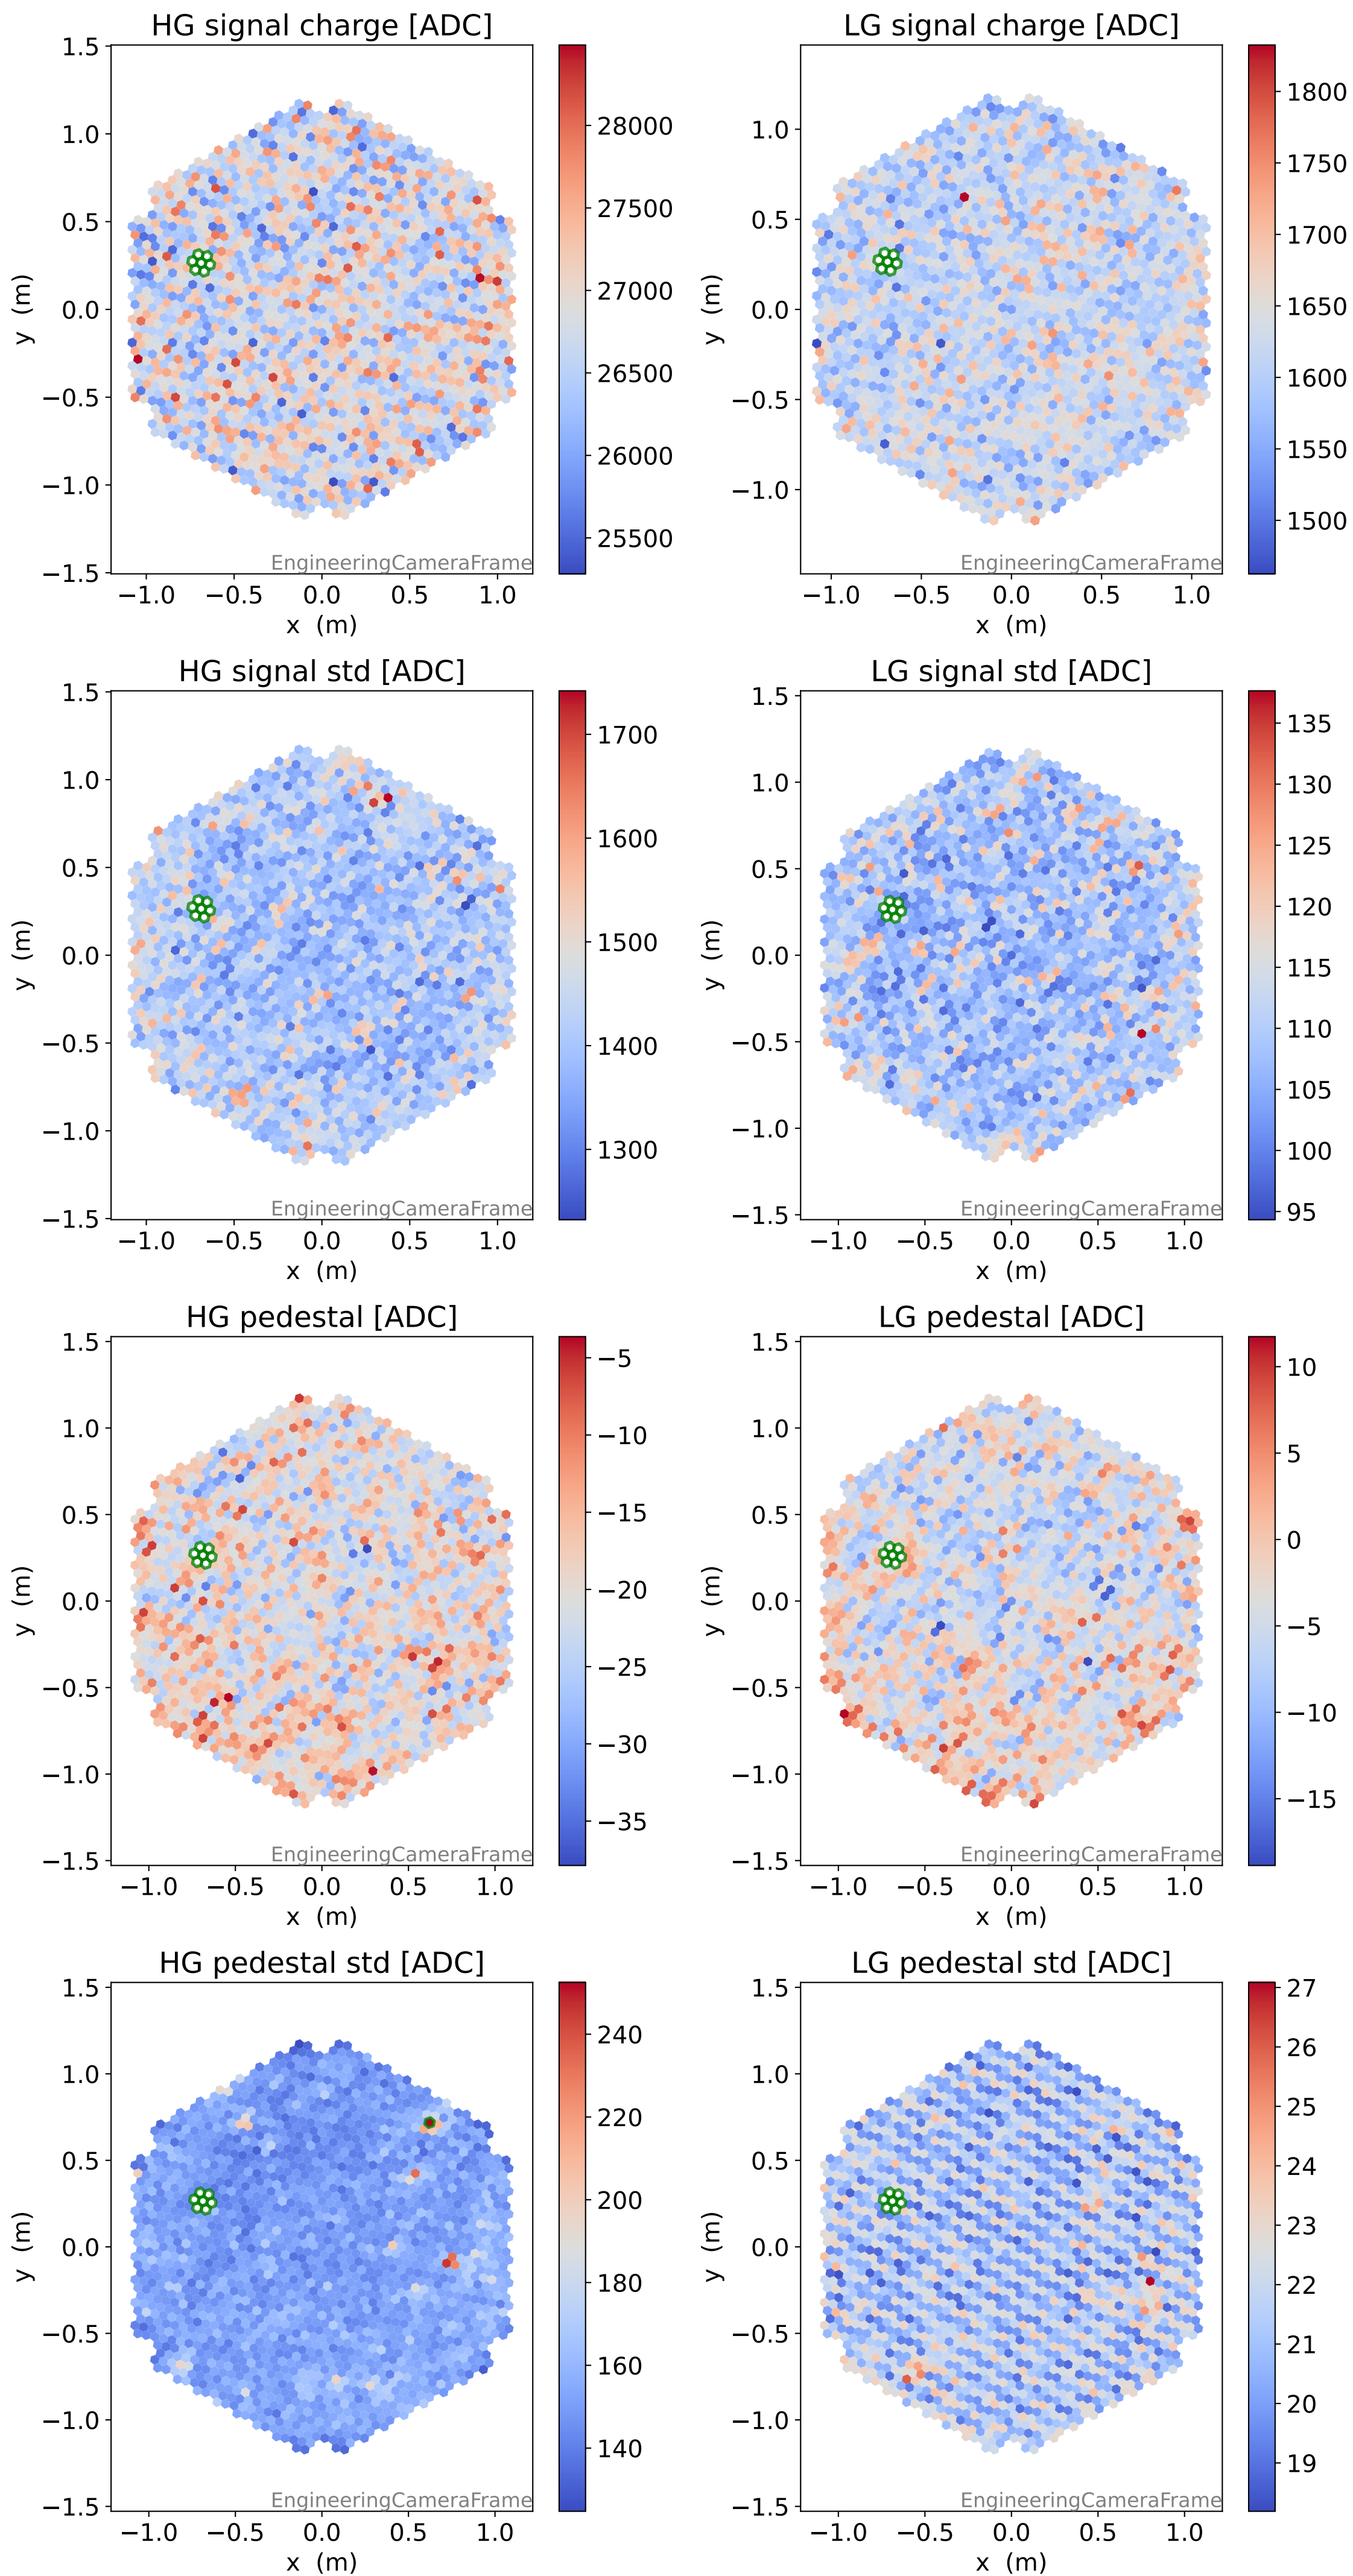 HG signal charge [ADC]
LG signal charge [ADC]
1.5
1.0
0.5
0.0
−0.5
−1.0
−1.5
y (m)
−1.0 −0.5 0.0 0.5 1.0
x (m)
EngineeringCameraFrame
28000
27500
27000
26500
26000
25500
1.5
1.0
0.5
0.0
−0.5
−1.0
y (m)
−1.0 −0.5 0.0 0.5 1.0
x (m)
EngineeringCameraFrame
1800
1750
1700
1650
1600
1550
1500
HG signal std [ADC]
LG signal std [ADC]
1.5
1.0
0.5
0.0
−0.5
−1.0
−1.5
y (m)
−1.0 −0.5 0.0 0.5 1.0
x (m)
EngineeringCameraFrame
1700
1600
1500
1400
1300
1.5
1.0
0.5
0.0
−0.5
−1.0
−1.5
y (m)
−1.0 −0.5 0.0 0.5 1.0
x (m)
EngineeringCameraFrame
135
130
125
120
115
110
105
100
95
HG pedestal [ADC]
LG pedestal [ADC]
1.5
1.0
0.5
0.0
−0.5
−1.0
−1.5
y (m)
−1.0 −0.5 0.0 0.5 1.0
x (m)
EngineeringCameraFrame
−5
−10
−15
−20
−25
−30
−35
1.5
1.0
0.5
0.0
−0.5
−1.0
−1.5
y (m)
−1.0 −0.5 0.0 0.5 1.0
x (m)
EngineeringCameraFrame
10
5
0
−5
−10
−15
HG pedestal std [ADC]
LG pedestal std [ADC]
1.5
1.0
0.5
0.0
−0.5
−1.0
−1.5
y (m)
−1.0 −0.5 0.0 0.5 1.0
x (m)
EngineeringCameraFrame
240
220
200
180
160
140
1.5
1.0
0.5
0.0
−0.5
−1.0
−1.5
y (m)
−1.0 −0.5 0.0 0.5 1.0
x (m)
EngineeringCameraFrame
27
26
25
24
23
22
21
20
19